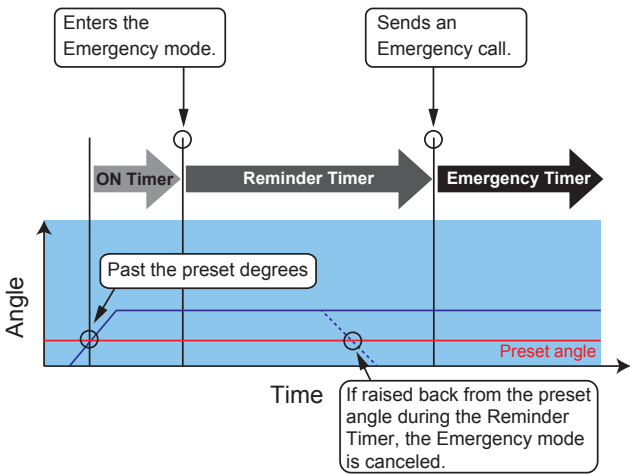 Enters the
Emergency mode.
Sends an
Emergency call.
ON Timer
Reminder Timer
Emergency Timer
Past the preset degrees
Angle
Preset angle
Time
If raised back from the preset
angle during the Reminder
Timer, the Emergency mode
is canceled.